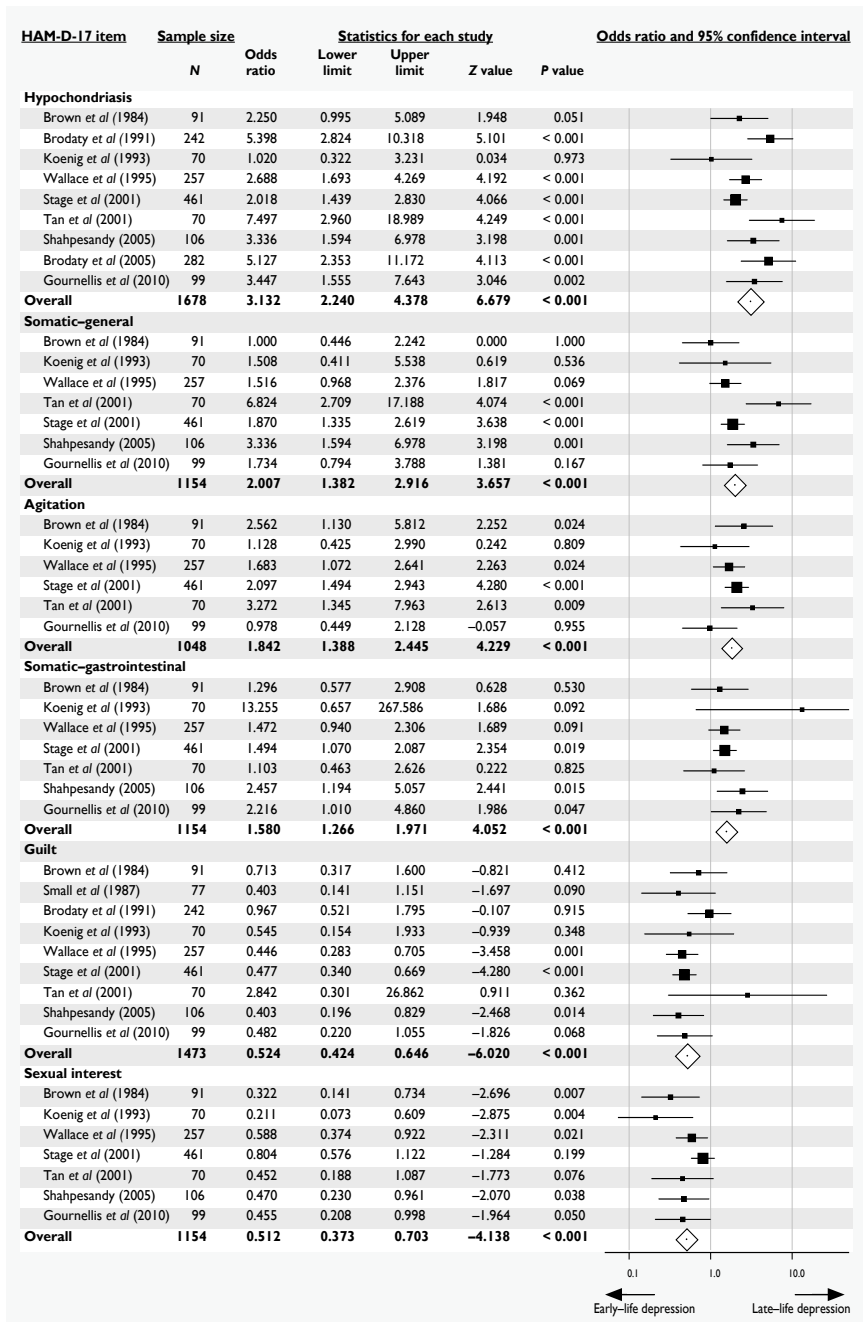 HAM-D-17 item Sample size Statistics for each study Odds ratio and 95% confidence interval
N Odds ratio Lower limit Upper limit Z value P value
Hypochondriasis
Brown et al (1984) 91 2.250 0.995 5.089 1.948 0.051
Brodaty et al (1991) 242 5.398 2.824 10.318 5.101 < 0.001
Koenig et al (1993) 70 1.020 0.322 3.231 0.034 0.973
Wallace et al (1995) 257 2.688 1.693 4.269 4.192 < 0.001
Stage et al (2001) 461 2.018 1.439 2.830 4.066 < 0.001
Tan et al (2001) 70 7.497 2.960 18.989 4.249 < 0.001
Shahpesandy (2005) 106 3.336 1.594 6.978 3.198 0.001
Brodaty et al (2005) 282 5.127 2.353 11.172 4.113 < 0.001
Gournellis et al (2010) 99 3.447 1.555 7.643 3.046 0.002
Overall 1678 3.132 2.240 4.378 6.679 < 0.001
Somatic–general
Brown et al (1984) 91 1.000 0.446 2.242 0.000 1.000
Koenig et al (1993) 70 1.508 0.411 5.538 0.619 0.536
Wallace et al (1995) 257 1.516 0.968 2.376 1.817 0.069
Tan et al (2001) 70 6.824 2.709 17.188 4.074 < 0.001
Stage et al (2001) 461 1.870 1.335 2.619 3.638 < 0.001
Shahpesandy (2005) 106 3.336 1.594 6.978 3.198 0.001
Gournellis et al (2010) 99 1.734 0.794 3.788 1.381 0.167
Overall 1154 2.007 1.382 2.916 3.657 < 0.001
Agitation
Brown et al (1984) 91 2.562 1.130 5.812 2.252 0.024
Koenig et al (1993) 70 1.128 0.425 2.990 0.242 0.809
Wallace et al (1995) 257 1.683 1.072 2.641 2.263 0.024
Stage et al (2001) 461 2.097 1.494 2.943 4.280 < 0.001
Tan et al (2001) 70 3.272 1.345 7.963 2.613 0.009
Gournellis et al (2010) 99 0.978 0.449 2.128 –0.057 0.955
Overall 1048 1.842 1.388 2.445 4.229 < 0.001
Somatic–gastrointestinal
Brown et al (1984) 91 1.296 0.577 2.908 0.628 0.530
Koenig et al (1993) 70 13.255 0.657 267.586 1.686 0.092
Wallace et al (1995) 257 1.472 0.940 2.306 1.689 0.091
Stage et al (2001) 461 1.494 1.070 2.087 2.354 0.019
Tan et al (2001) 70 1.103 0.463 2.626 0.222 0.825
Shahpesandy (2005) 106 2.457 1.194 5.057 2.441 0.015
Gournellis et al (2010) 99 2.216 1.010 4.860 1.986 0.047
Overall 1154 1.580 1.266 1.971 4.052 < 0.001
Guilt
Brown et al (1984) 91 0.713 0.317 1.600 –0.821 0.412
Small et al (1987) 77 0.403 0.141 1.151 –1.697 0.090
Brodaty et al (1991) 242 0.967 0.521 1.795 –0.107 0.915
Koenig et al (1993) 70 0.545 0.154 1.933 –0.939 0.348
Wallace et al (1995) 257 0.446 0.283 0.705 –3.458 0.001
Stage et al (2001) 461 0.477 0.340 0.669 –4.280 < 0.001
Tan et al (2001) 70 2.842 0.301 26.862 0.911 0.362
Shahpesandy (2005) 106 0.403 0.196 0.829 –2.468 0.014
Gournellis et al (2010) 99 0.482 0.220 1.055 –1.826 0.068
Overall 1473 0.524 0.424 0.646 –6.020 < 0.001
Sexual interest
Brown et al (1984) 91 0.322 0.141 0.734 –2.696 0.007
Koenig et al (1993) 70 0.211 0.073 0.609 –2.875 0.004
Wallace et al (1995) 257 0.588 0.374 0.922 –2.311 0.021
Stage et al (2001) 461 0.804 0.576 1.122 –1.284 0.199
Tan et al (2001) 70 0.452 0.188 1.087 –1.773 0.076
Shahpesandy (2005) 106 0.470 0.230 0.961 –2.070 0.038
Gournellis et al (2010) 99 0.455 0.208 0.998 –1.964 0.050
Overall 1154 0.512 0.373 0.703 –4.138 < 0.001
0.1 1.0 10.0
Early–life depression Late–life depression